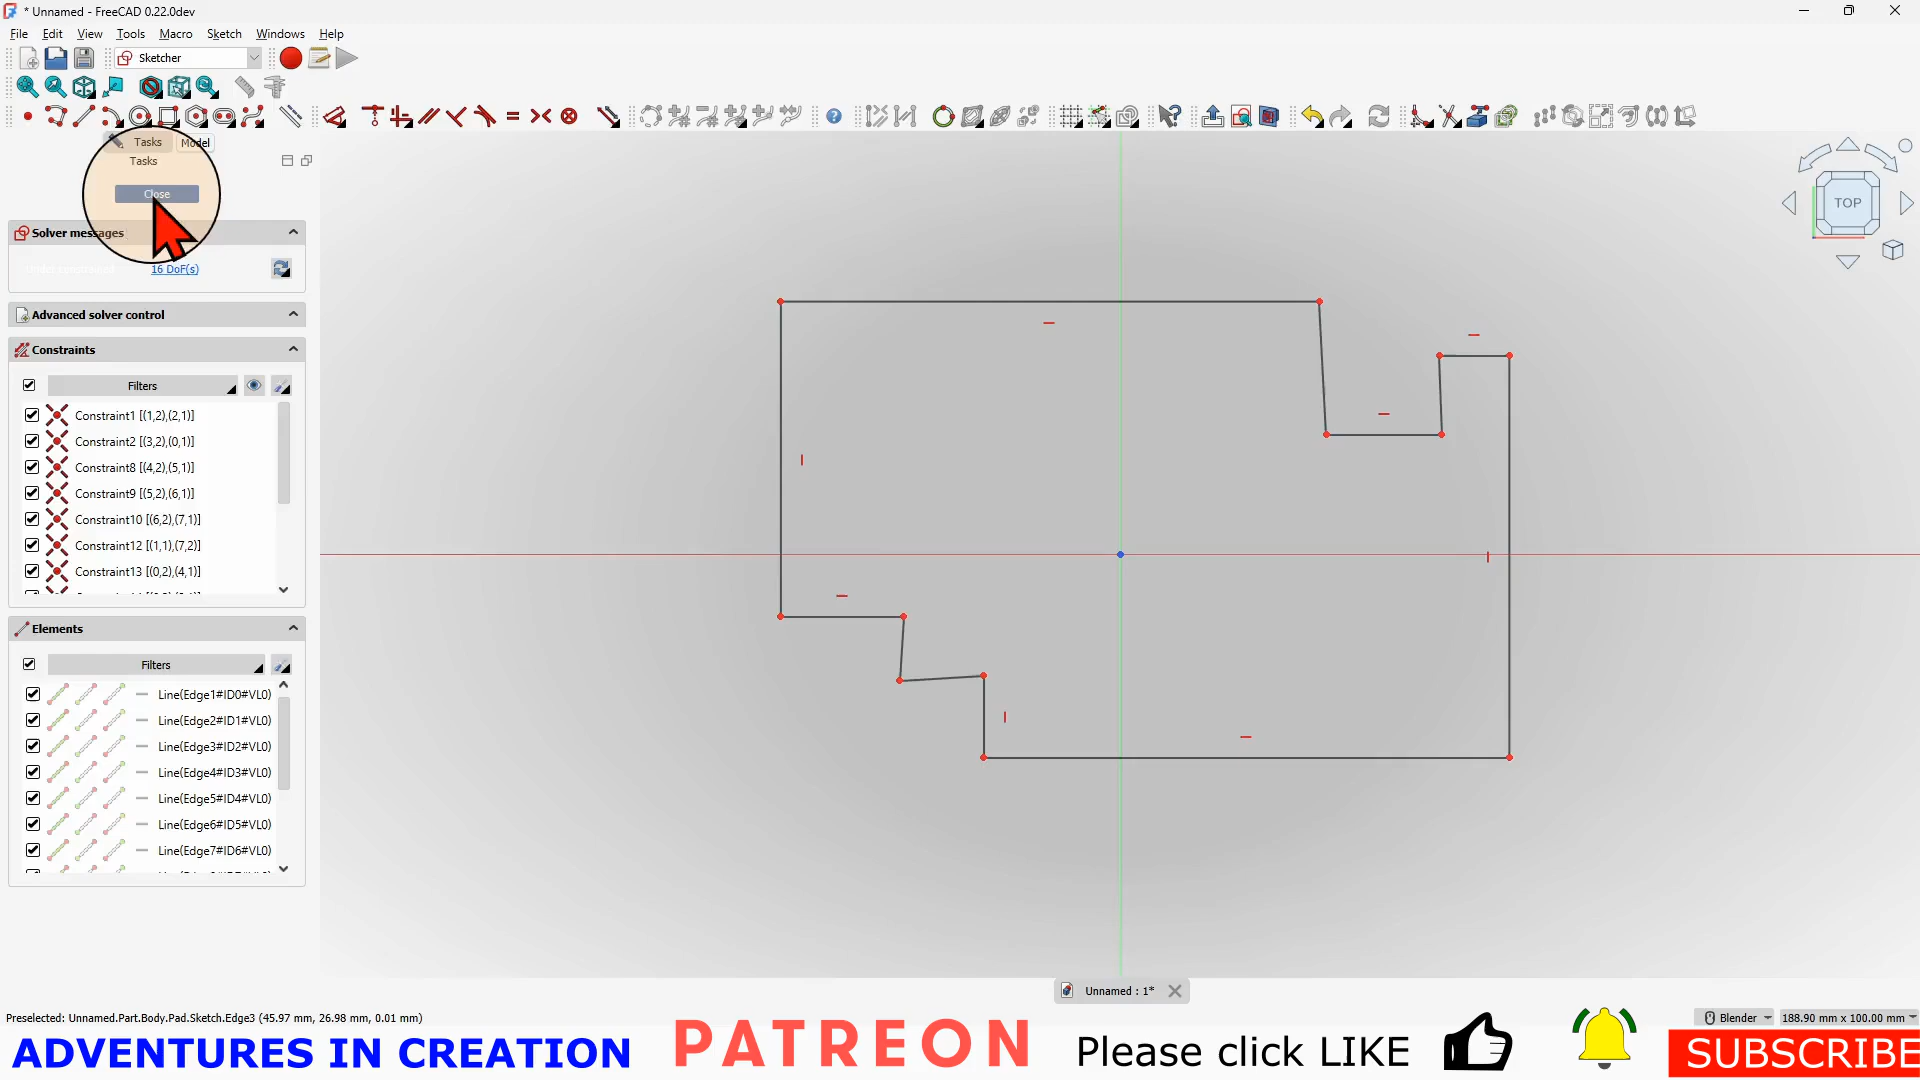 * Unnamed - FreeCAD 0.22.0dev
File Edit View Tools Macro Sketch Windows Help
Sketcher
Tasks Model
Tasks
Close
Solver messages
16 DoF(s)
TOP
Advanced solver control
Constraints
Filters
Constraint1 [(1,2),(2,1)]
Constraint2 [(3,2),(0,1)]
Constraint8 [(4,2),(5,1)]
Constraint9 [(5,2),(6,1)]
Constraint10 [(6,2),(7,1)]
Constraint12 [(1,1),(7,2)]
Constraint13 [(0,2),(4,1)]
Elements
Filters
Line(Edge1#ID0#VL0)
Line(Edge2#ID1#VL0)
Line(Edge3#ID2#VL0)
Line(Edge4#ID3#VL0)
Line(Edge5#ID4#VL0)
Line(Edge6#ID5#VL0)
Line(Edge7#ID6#VL0)
Unnamed : 1*
Preselected: Unnamed.Part.Body.Pad.Sketch.Edge3 (45.97 mm, 26.98 mm, 0.01 mm)
Blender
188.90 mm x 100.00 mm
ADVENTURES IN CREATION
PATREON
Please click LIKE
SUBSCRIBE